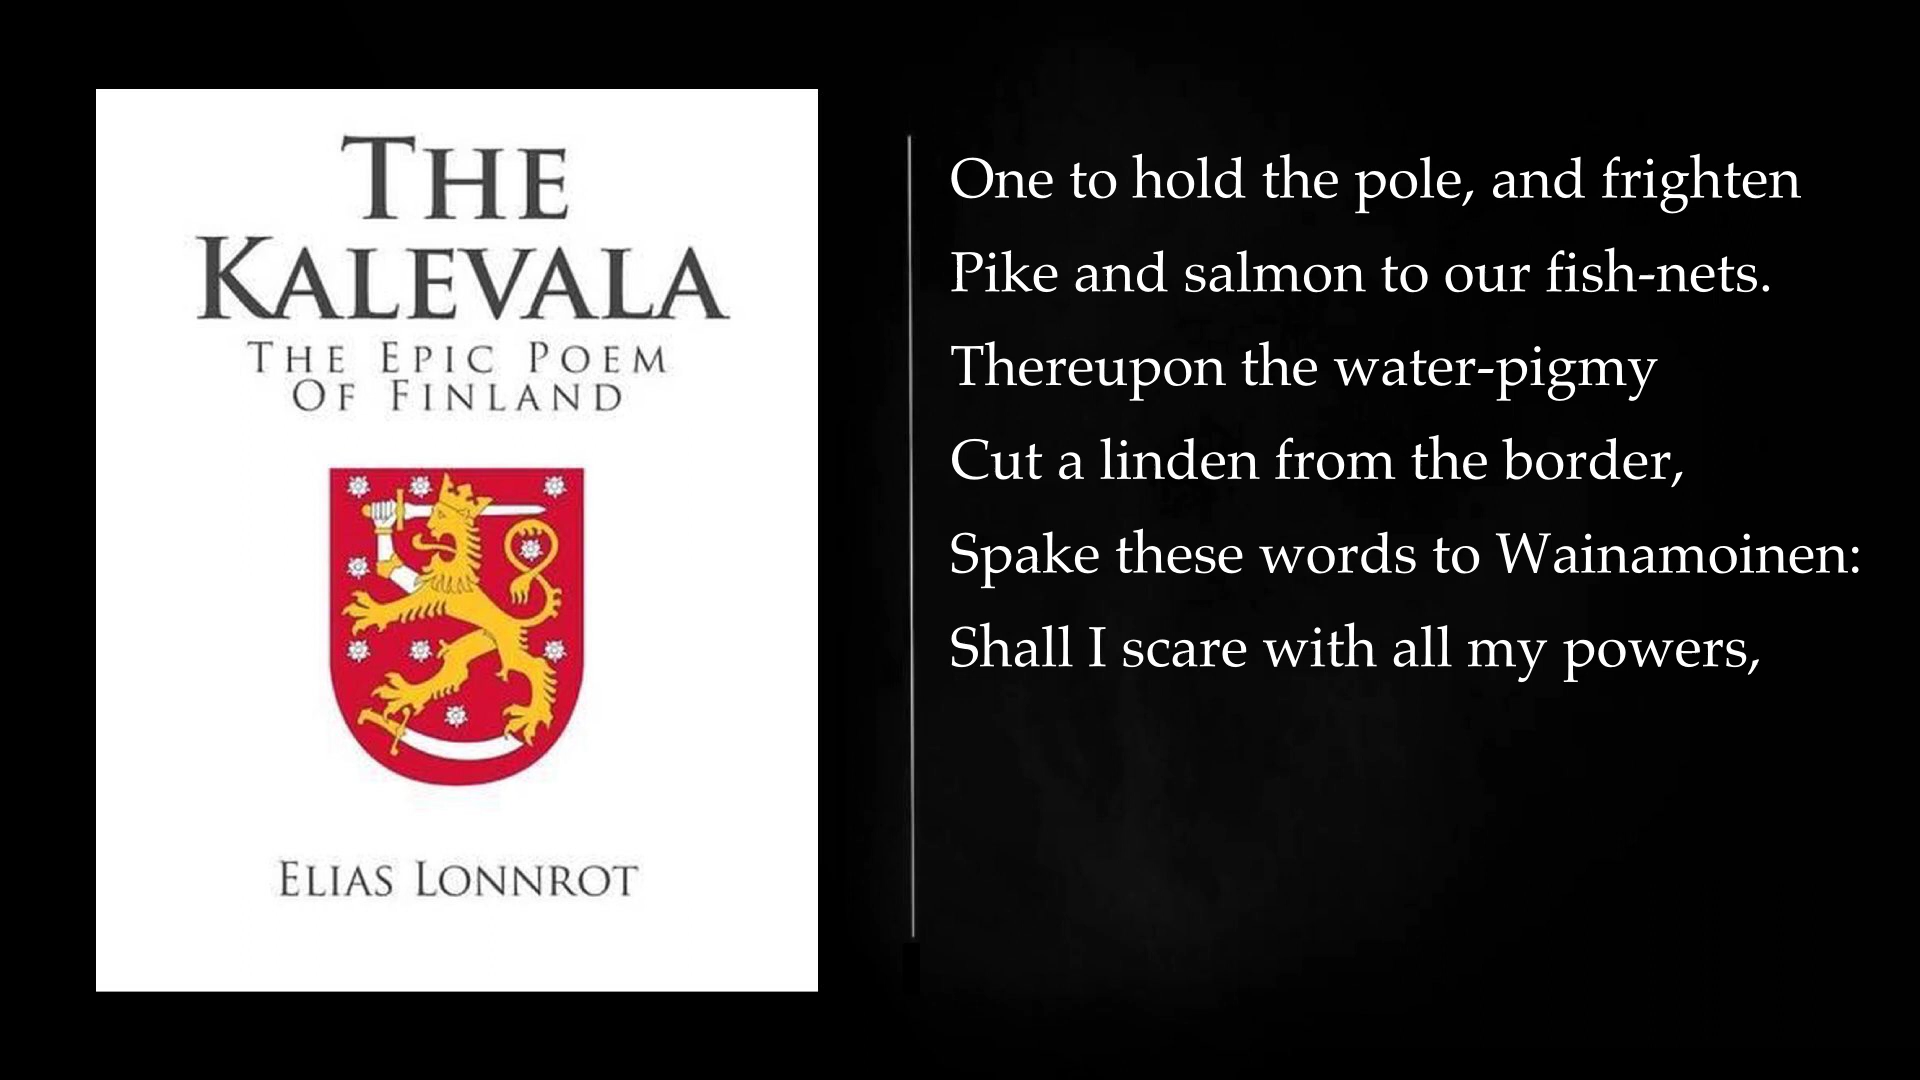 THE
KALEVALA
THE EPIC POEM
OF FINLAND
ELIAS LONNROT
One to hold the pole, and frighten
Pike and salmon to our fish-nets.
Thereupon the water-pigmy
Cut a linden from the border,
Spake these words to Wainamoinen:
Shall I scare with all my powers,